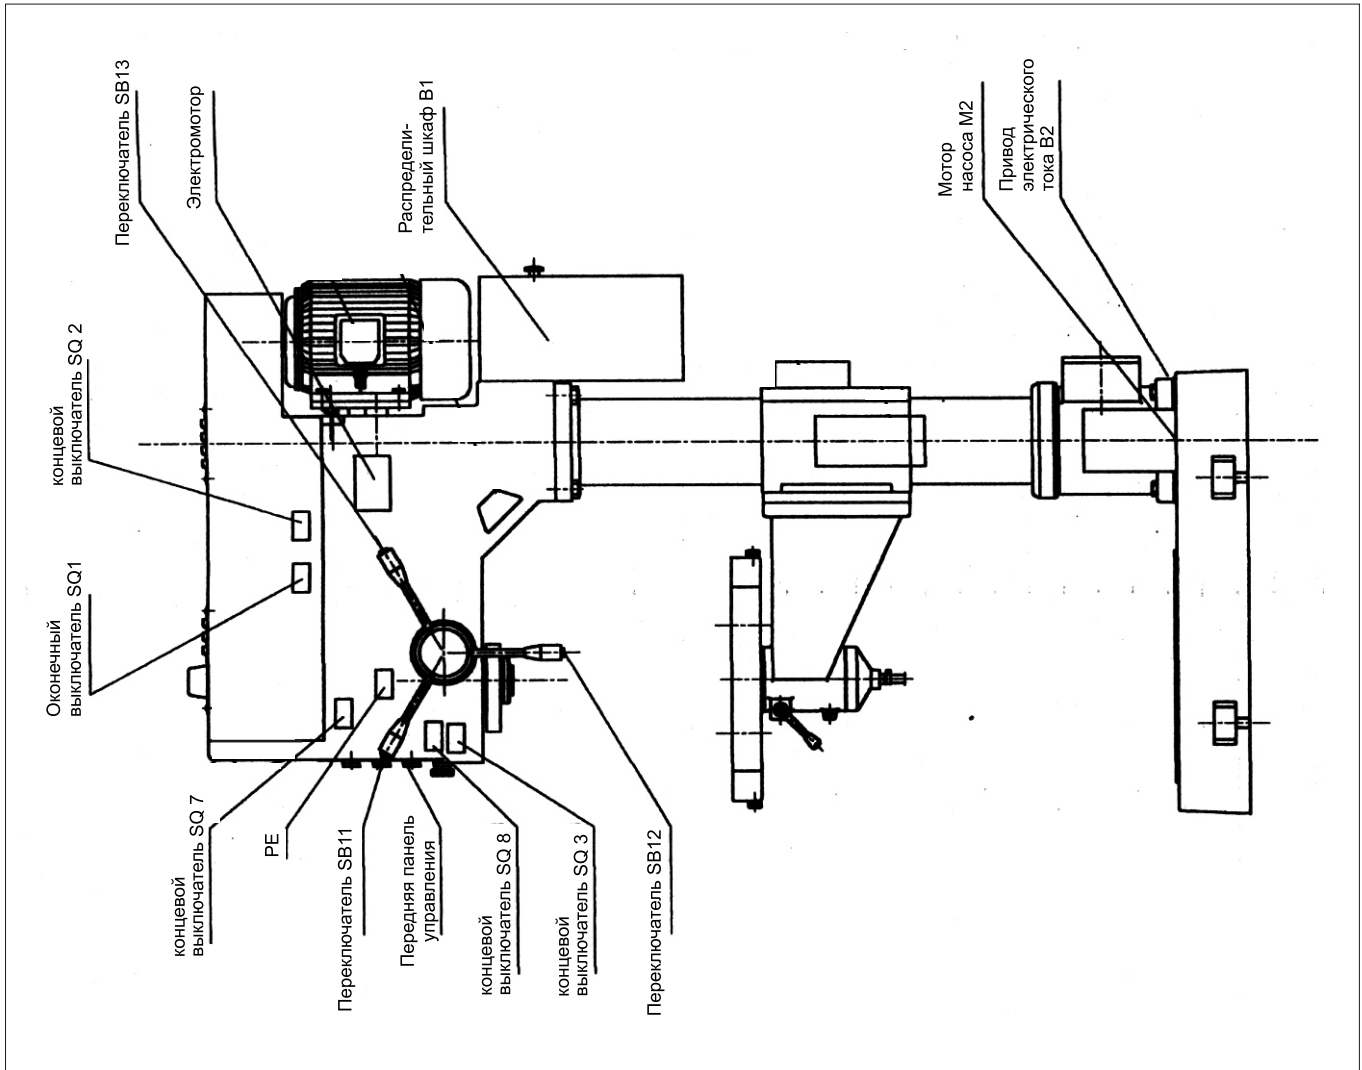 Переключатель SB13
Электромотор
Распредели-
тельный шкаф B1
Мотор
насоса M2
Привод
электрического
тока B2
концевой
выключатель SQ 2
Оконечный
выключатель SQ1
концевой
выключатель SQ 7
PE
Переключатель SB11
Передняя панель
управления
концевой
выключатель SQ 8
концевой
выключатель SQ 3
Переключатель SB12